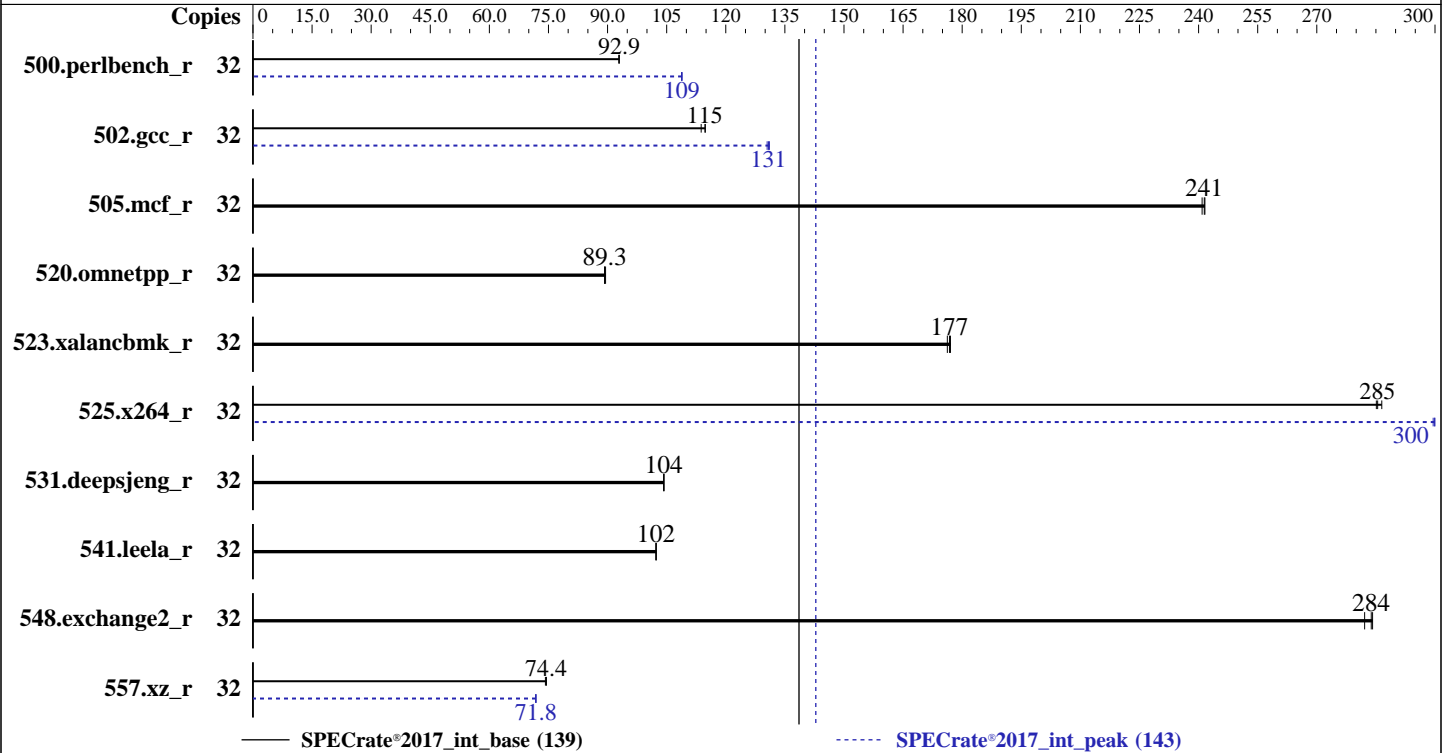 Copies 0 15.0 30.0 45.0 60.0 75.0 90.0 105 120 135 150 165 180 195 210 225 240 255 270 300
500.perlbench_r 32 92.9
109
502.gcc_r 32 115
131
505.mcf_r 32 241
520.omnetpp_r 32 89.3
523.xalancbmk_r 32 177
525.x264_r 32 285
300
531.deepsjeng_r 32 104
541.leela_r 32 102
548.exchange2_r 32 284
557.xz_r 32 74.4
71.8
SPECrate®2017_int_base (139) SPECrate®2017_int_peak (143)